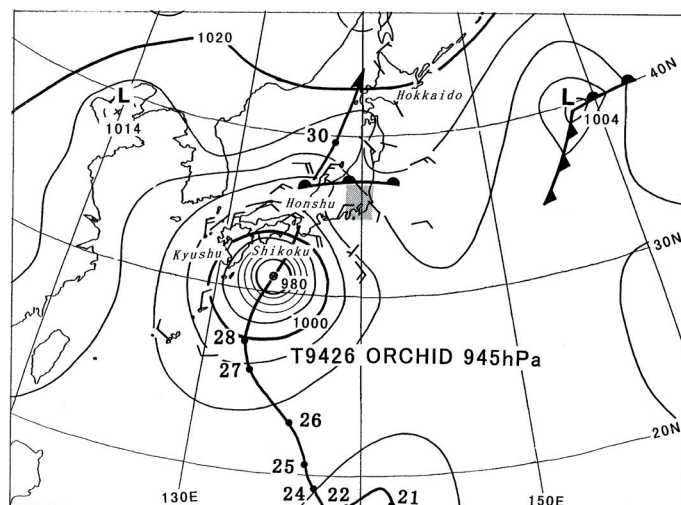 1020
40N
L
1014
Hokkaido
L
1004
30
Honshu
30N
Kyushu
Shikoku
980
1000
28
T9426 ORCHID 945hPa
27
26
20N
25
24
22
21
130E
150E